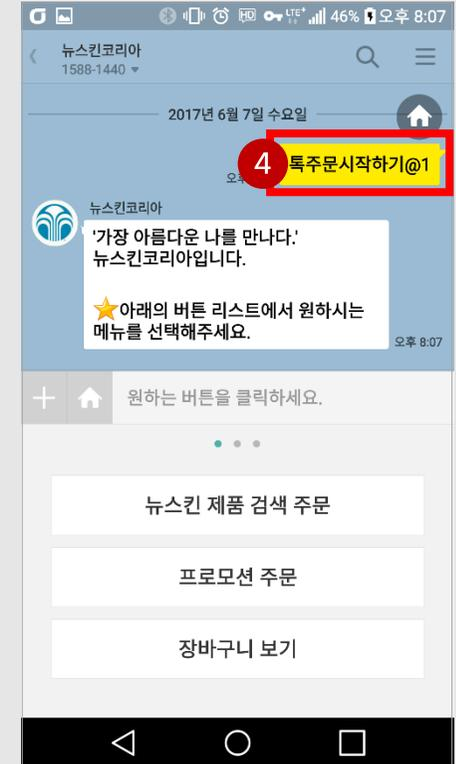 46% 오후 8:07
뉴스킨코리아
1588-1440
2017년 6월 7일 수요일
4 톡주문시작하기@1
뉴스킨코리아
'가장 아름다운 나를 만나다.'
뉴스킨코리아입니다.
아래의 버튼 리스트에서 원하시는
메뉴를 선택해주세요.
오후 8:07
원하는 버튼을 클릭하세요.
뉴스킨 제품 검색 주문
프로모션 주문
장바구니 보기